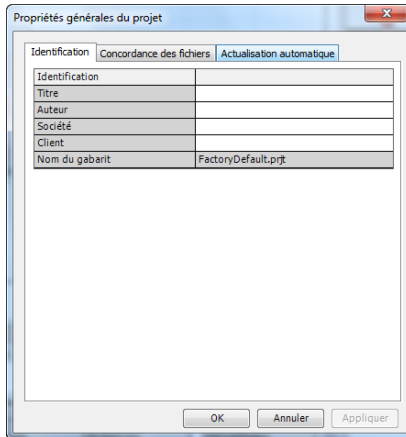 Propriétés générales du projet
Identification Concordance des fichiers Actualisation automatique
Identification
Titre
Auteur
Société
Client
Nom du gabarit FactoryDefault.prjt
OK Annuler Appliquer